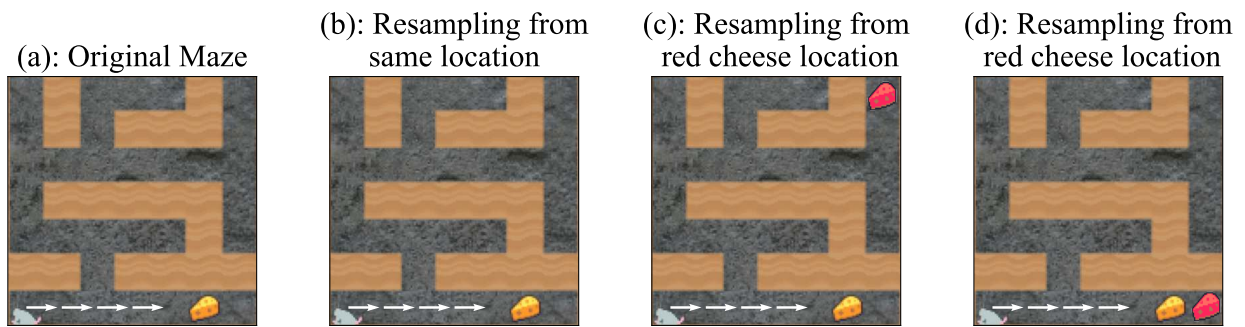 (a): Original Maze
(b): Resampling from
same location
(c): Resampling from
red cheese location
(d): Resampling from
red cheese location